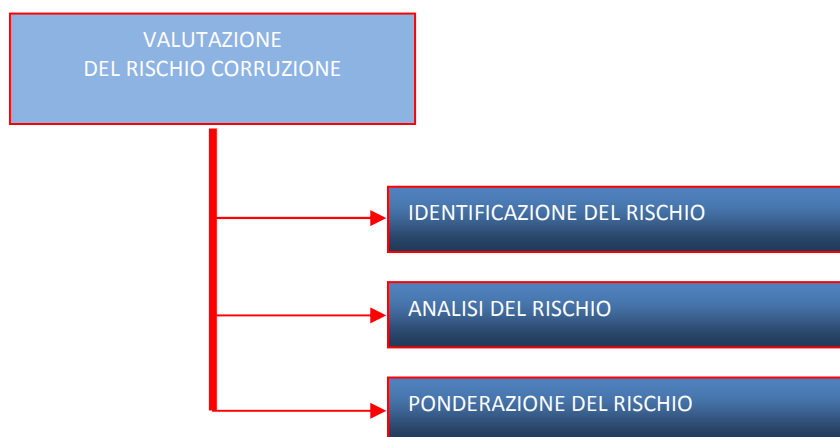 VALUTAZIONE
DEL RISCHIO CORRUZIONE
IDENTIFICAZIONE DEL RISCHIO
ANALISI DEL RISCHIO
PONDERAZIONE DEL RISCHIO